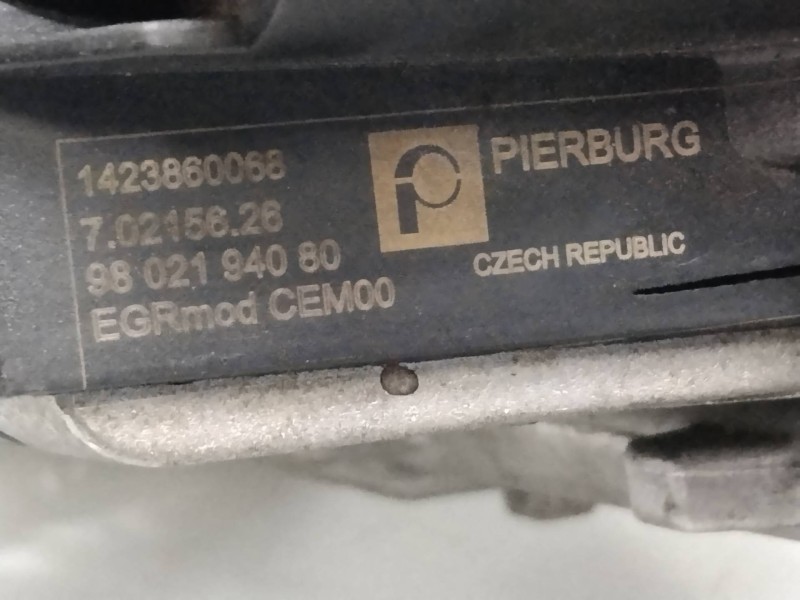 1423860068
PIERBURG
7.02156.26
98 021 940 80
CZECH REPUBLIC
EGRmod CEM00